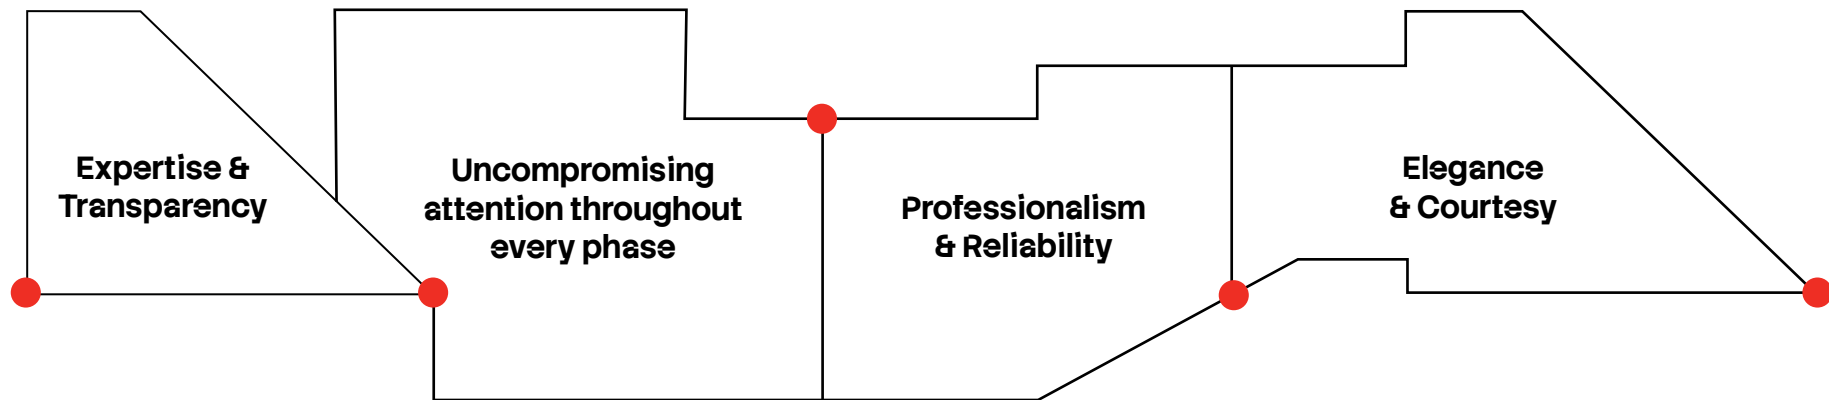 Expertise &
Transparency
Uncompromising
attention throughout
every phase
Professionalism
& Reliability
Elegance
& Courtesy